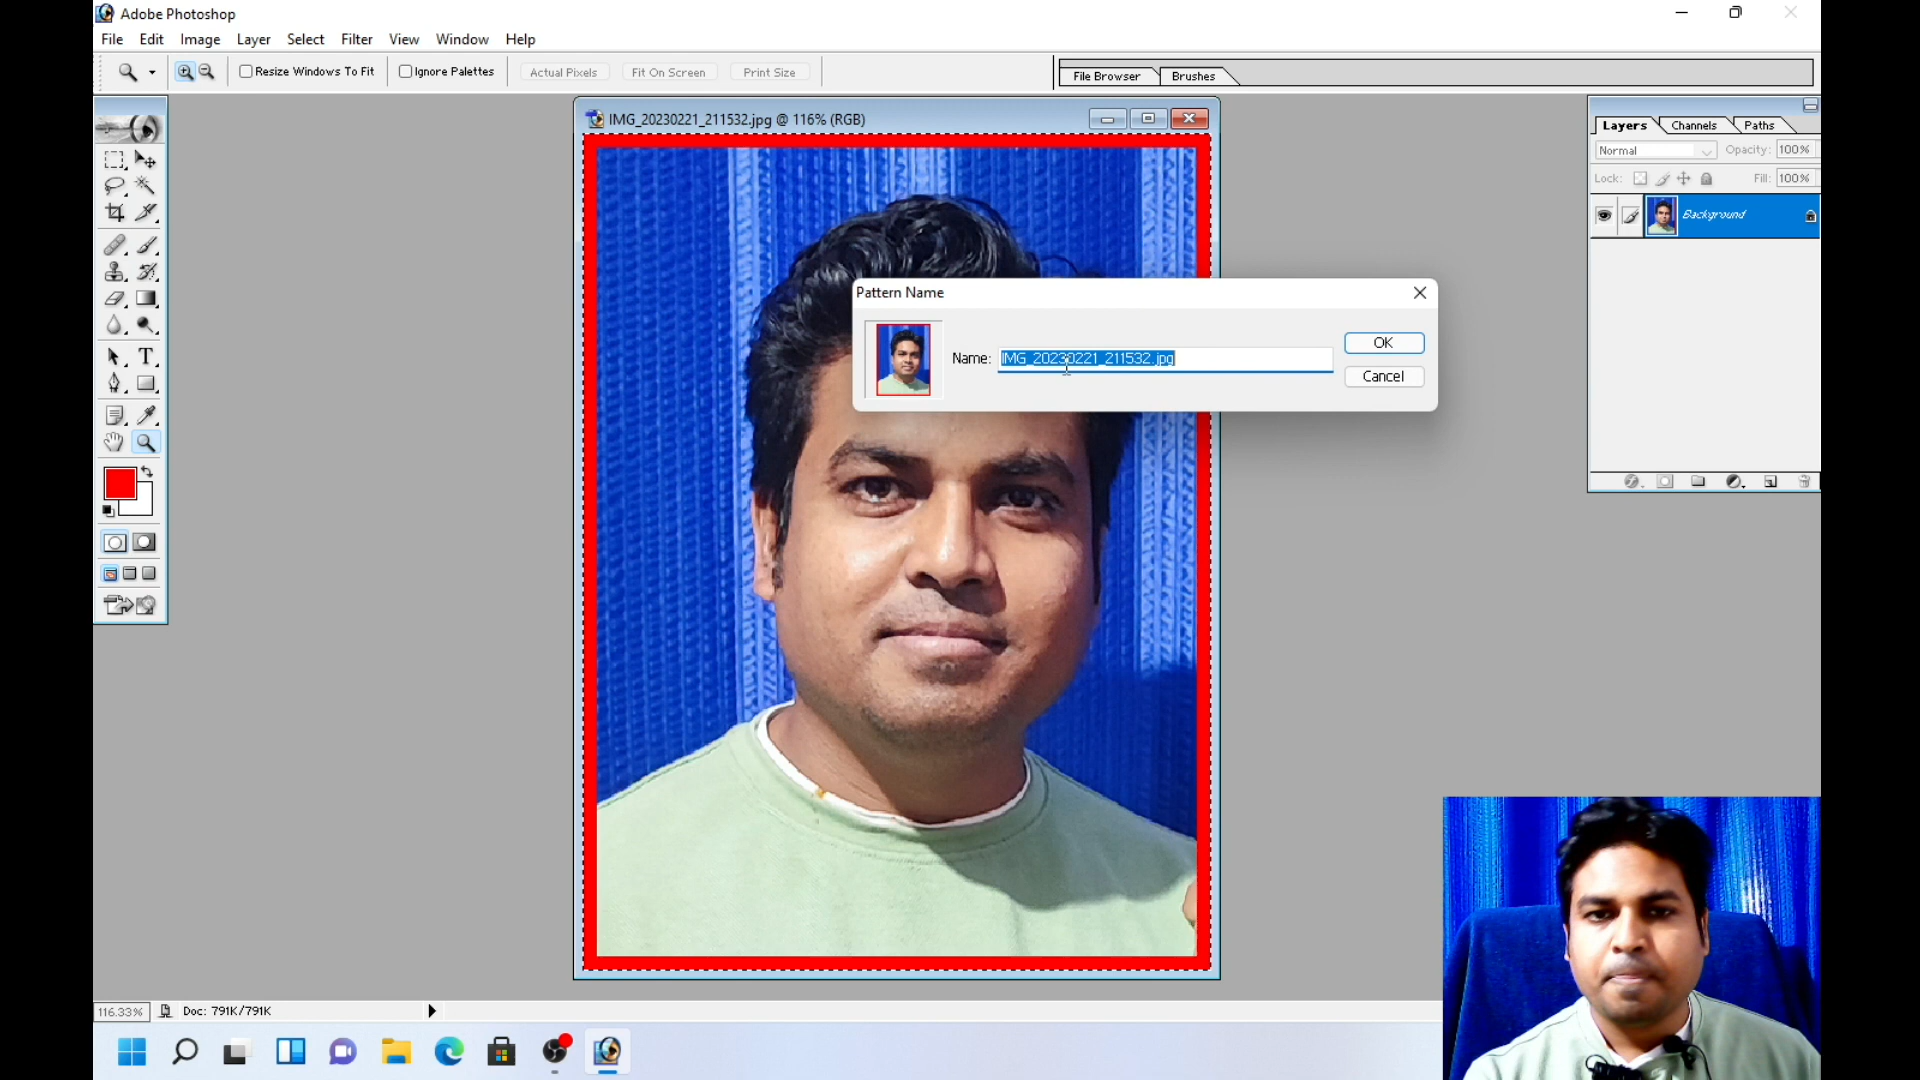 Adobe Photoshop
File Edit Image Layer Select Filter View Window Help
Resize Windows To Fit Ignore Palettes Actual Pixels Fit On Screen Print Size File Browser Brushes
IMG_20230221_211532.jpg @ 116% (RGB)
Layers Channels Paths
Normal Opacity: 100%
Lock: Fill: 100%
Background
Pattern Name
Name: IMG_20230221_211532.jpg
OK
Cancel
T
116.33% Doc: 791K/791K